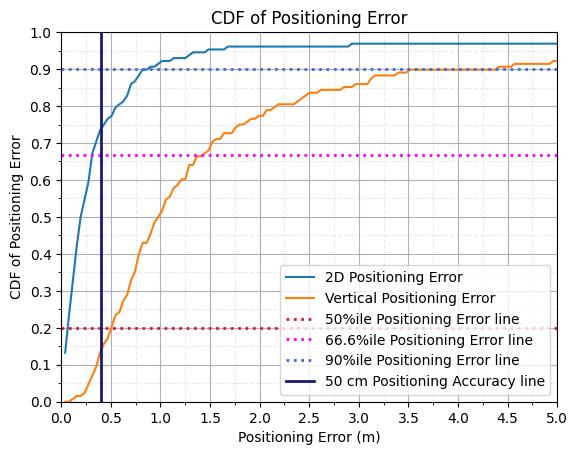 CDF of Positioning Error
CDF of Positioning Error
1.0
0.9
0.8
0.7
0.6
0.5
0.4
0.3
0.2
0.1
0.0
2D Positioning Error
Vertical Positioning Error
50%ile Positioning Error line
66.6%ile Positioning Error line
90%ile Positioning Error line
50 cm Positioning Accuracy line
0.0 0.5 1.0 1.5 2.0 2.5 3.0 3.5 4.0 4.5 5.0
Positioning Error (m)